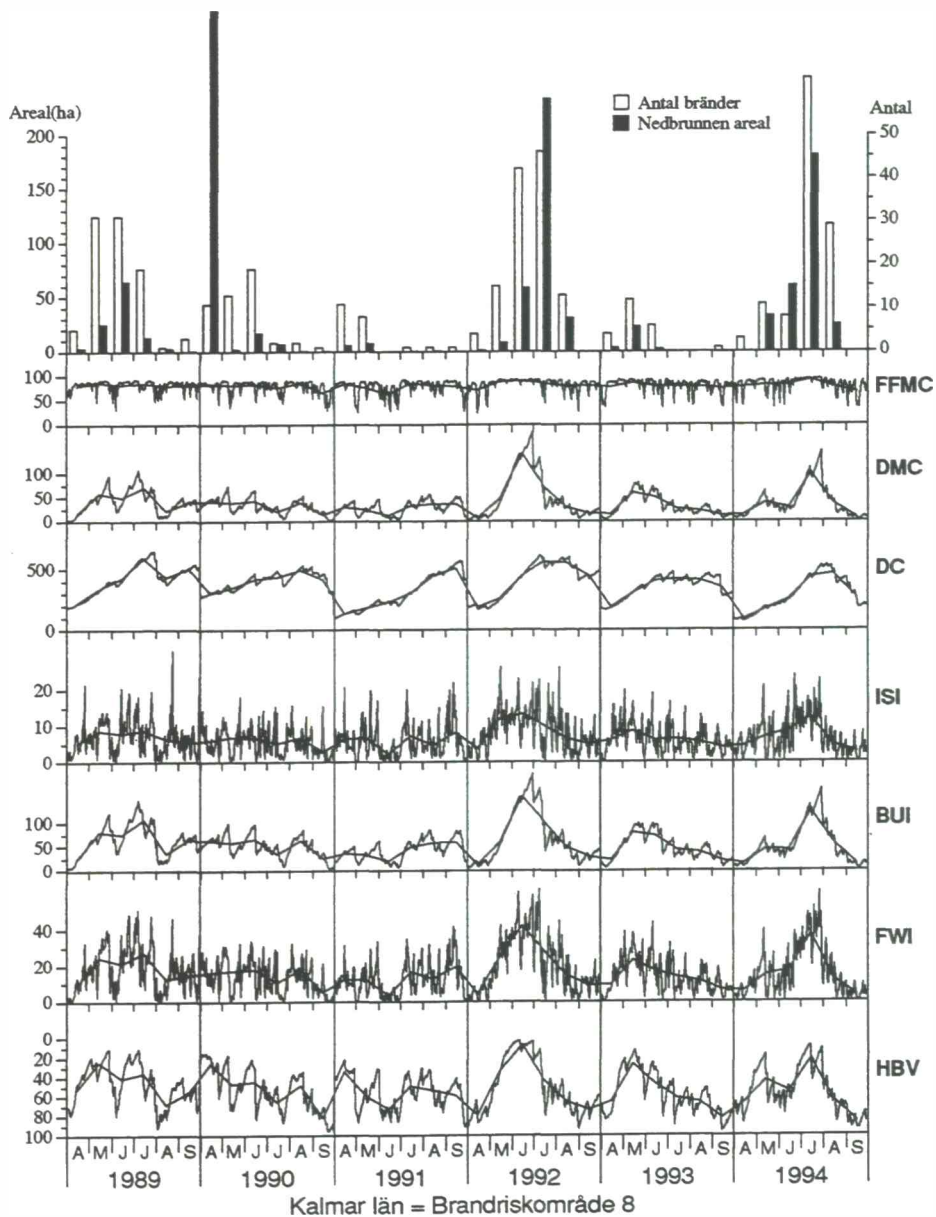 Areal(ha)
Antal bränder
Nedbrunnen areal
Antal
200
150
100
50
0
50
40
30
20
10
0
100
50
0
FFMC
100
50
0
DMC
500
0
DC
20
10
0
ISI
100
50
0
BUI
40
20
0
FWI
0
20
40
60
80
100
HBV
A M J J A S A M J J A S A M J J A S A M J J A S A M J J A S A M J J A S
1989 1990 1991 1992 1993 1994
Kalmar län = Brandriskområde 8